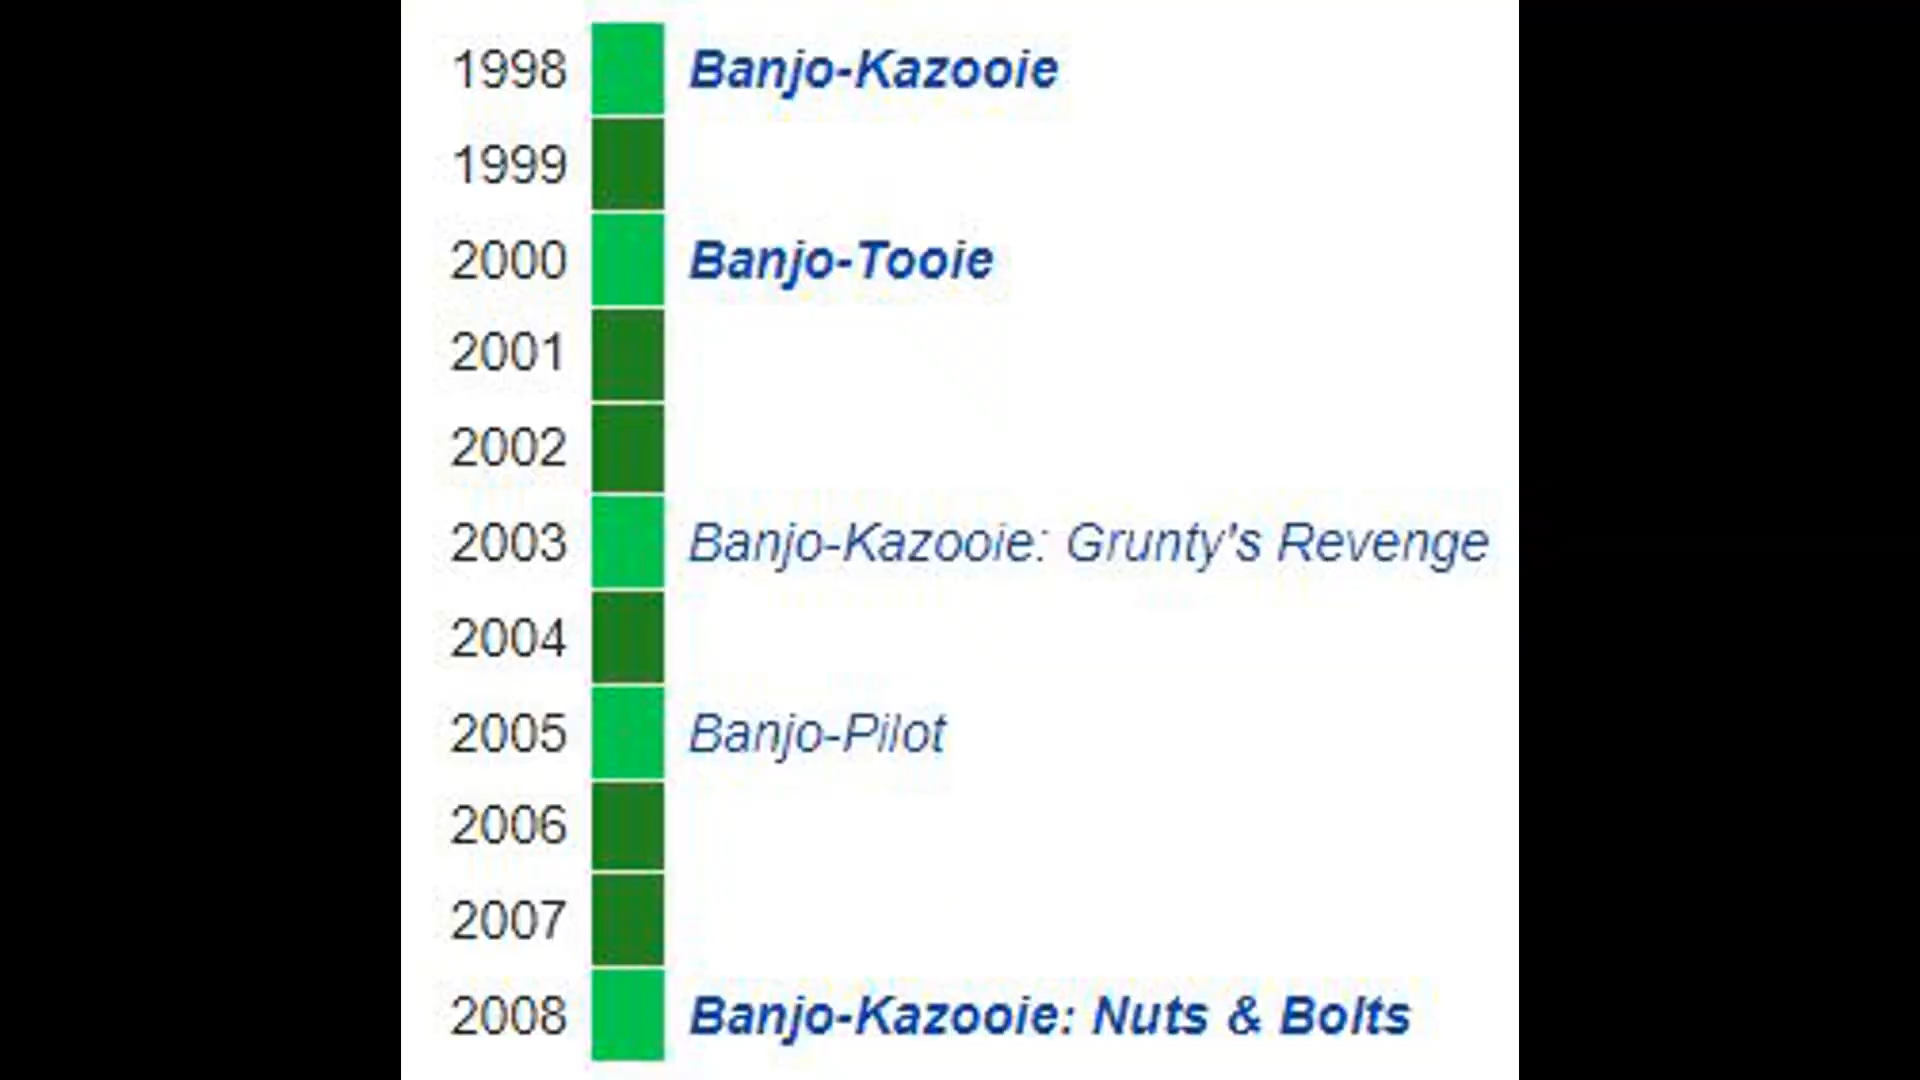 1998 Banjo-Kazooie
1999
2000 Banjo-Tooie
2001
2002
2003 Banjo-Kazooie: Grunty's Revenge
2004
2005 Banjo-Pilot
2006
2007
2008 Banjo-Kazooie: Nuts & Bolts